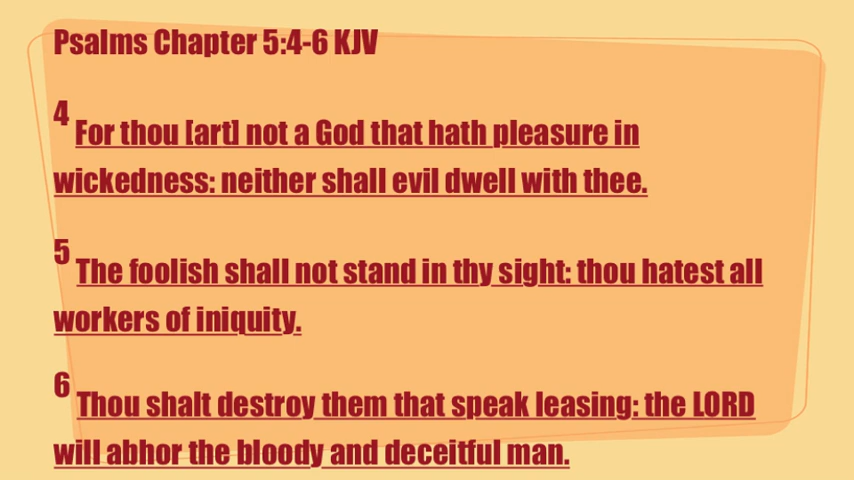 Psalms Chapter 5:4-6 KJV
4 For thou [art] not a God that hath pleasure in
wickedness: neither shall evil dwell with thee.
5 The foolish shall not stand in thy sight: thou hatest all
workers of iniquity.
6 Thou shalt destroy them that speak leasing: the LORD
will abhor the bloody and deceitful man.